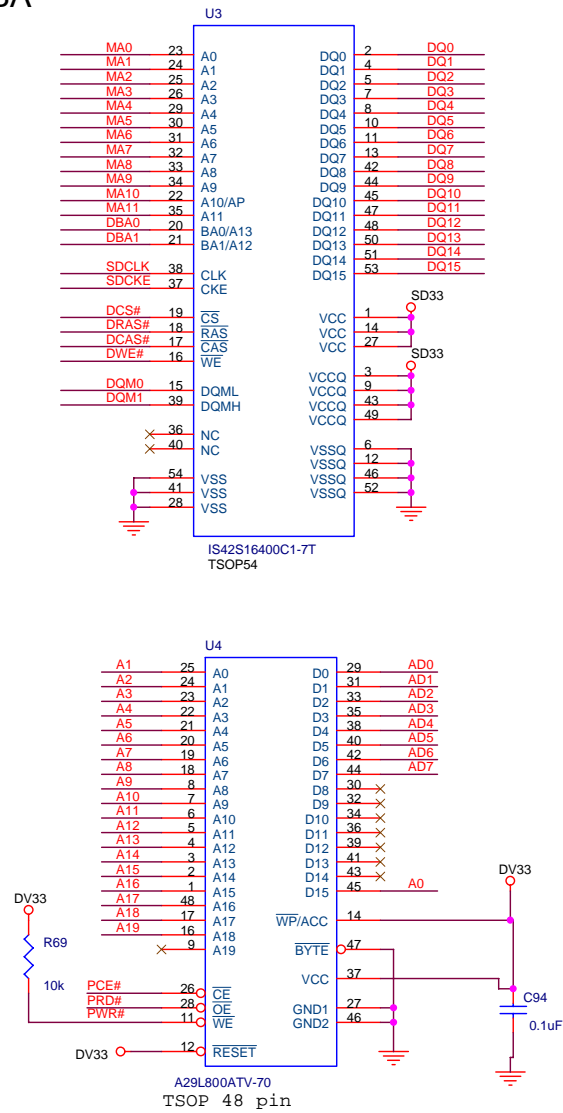 U3
MA0 23 A0 DQ0 2 DQ0
MA1 24 A1 DQ1 4 DQ1
MA2 25 A2 DQ2 5 DQ2
MA3 26 A3 DQ3 7 DQ3
MA4 29 A4 DQ4 8 DQ4
MA5 30 A5 DQ5 10 DQ5
MA6 31 A6 DQ6 11 DQ6
MA7 32 A7 DQ7 13 DQ7
MA8 33 A8 DQ8 42 DQ8
MA9 34 A9 DQ9 44 DQ9
MA10 22 A10/AP DQ10 45 DQ10
MA11 35 A11 DQ11 47 DQ11
DBA0 20 BA0/A13 DQ12 48 DQ12
DBA1 21 BA1/A12 DQ13 50 DQ13
DQ14 51 DQ14
SDCLK 38 CLK DQ15 53 DQ15
SDCKE 37 CKE
SD33
DCS# 19 CS VCC 1
DRAS# 18 RAS VCC 14
DCAS# 17 CAS VCC 27
DWE# 16 WE
SD33
DQM0 15 DQML VCCQ 3
DQM1 39 DQMH VCCQ 9
VCCQ 43
VCCQ 49
36 NC
40 NC VSSQ 6
VSSQ 12
54 VSS VSSQ 46
41 VSS VSSQ 52
28 VSS
IS42S16400C1-7T
TSOP54
U4
A1 25 A0 D0 29 AD0
A2 24 A1 D1 31 AD1
A3 23 A2 D2 33 AD2
A4 22 A3 D3 35 AD3
A5 21 A4 D4 38 AD4
A6 20 A5 D5 40 AD5
A7 19 A6 D6 42 AD6
A8 18 A7 D7 44 AD7
A9 8 A8 D8 30
A10 7 A9 D9 32
A11 6 A10 D10 34
A12 5 A11 D11 36
A13 4 A12 D12 39
A14 3 A13 D13 41
A15 2 A14 D14 43
A16 1 A15 D15 45 A0
A17 48 A16
A18 17 A17 WP/ACC 14
A19 16 A18
9 A19 BYTE 47
DV33
DV33
R69
10k
VCC 37
PCE# 26 CE
PRD# 28 OE GND1 27
PWR# 11 WE GND2 46
C94
0.1uF
DV33 12 RESET
A29L800ATV-70
TSOP 48 pin